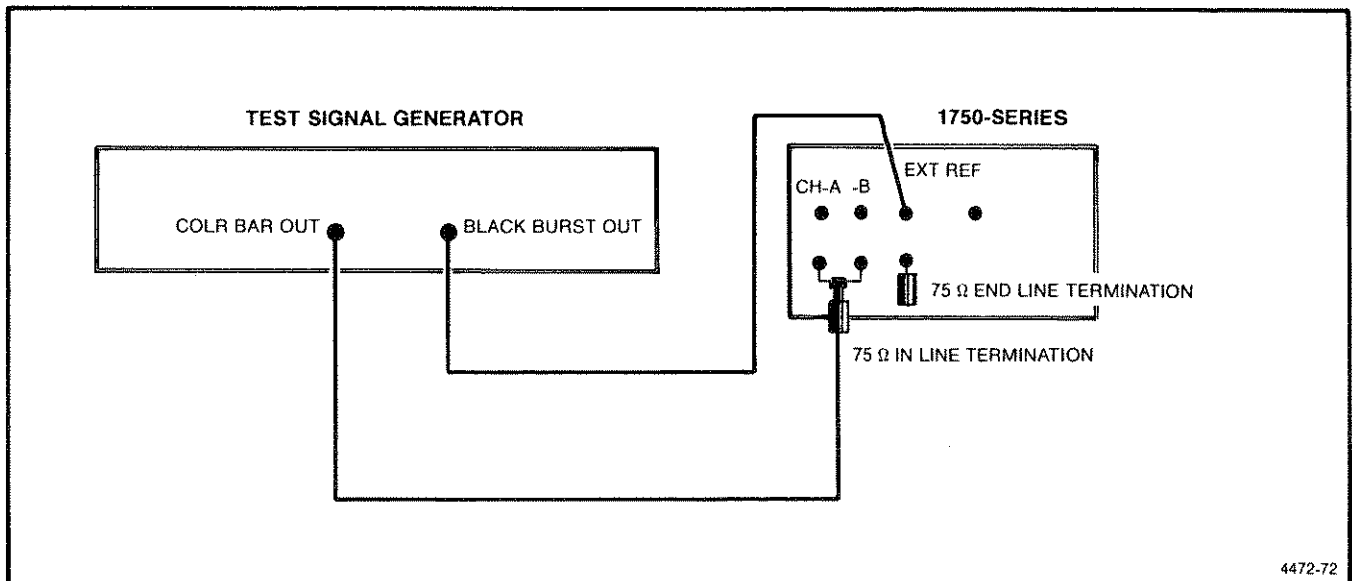 TEST SIGNAL GENERATOR
1750-SERIES
EXT REF
CH-A -B
COLR BAR OUT
BLACK BURST OUT
75 Ω END LINE TERMINATION
75 Ω IN LINE TERMINATION
4472-72